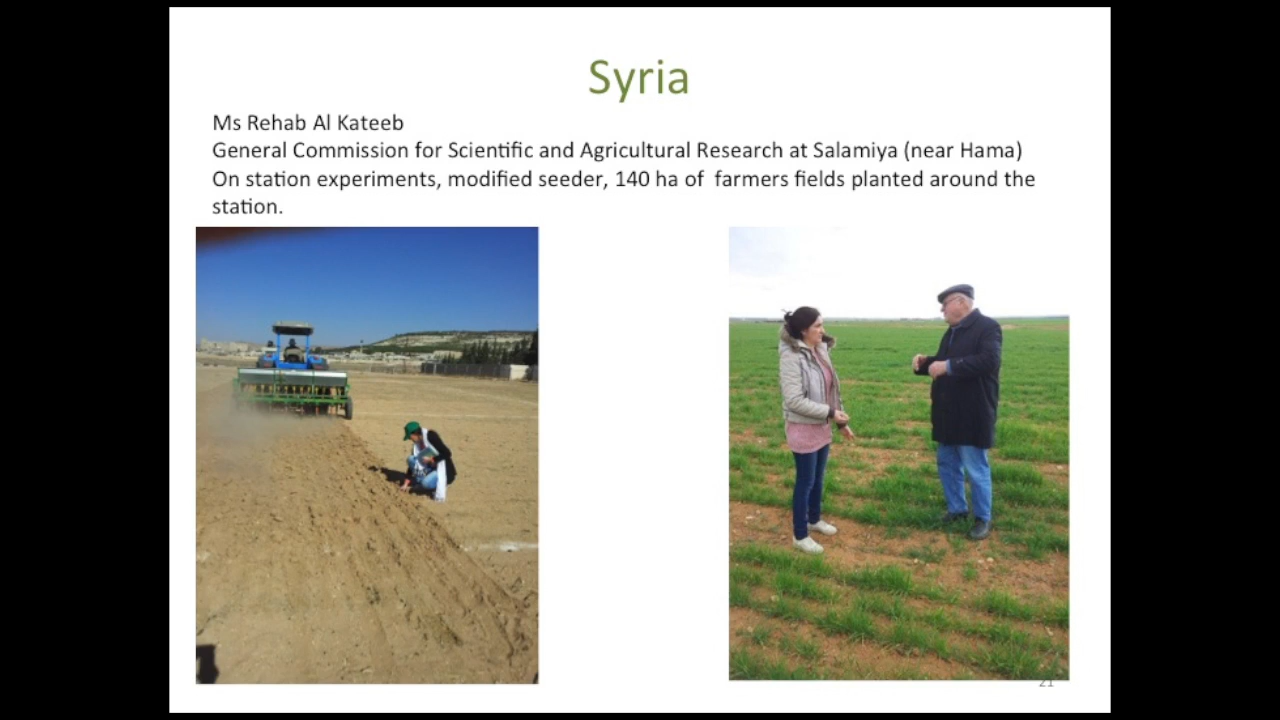 Syria
Ms Rehab Al Kateeb
General Commission for Scientific and Agricultural Research at Salamiya (near Hama)
On station experiments, modified seeder, 140 ha of farmers fields planted around the
station.
21